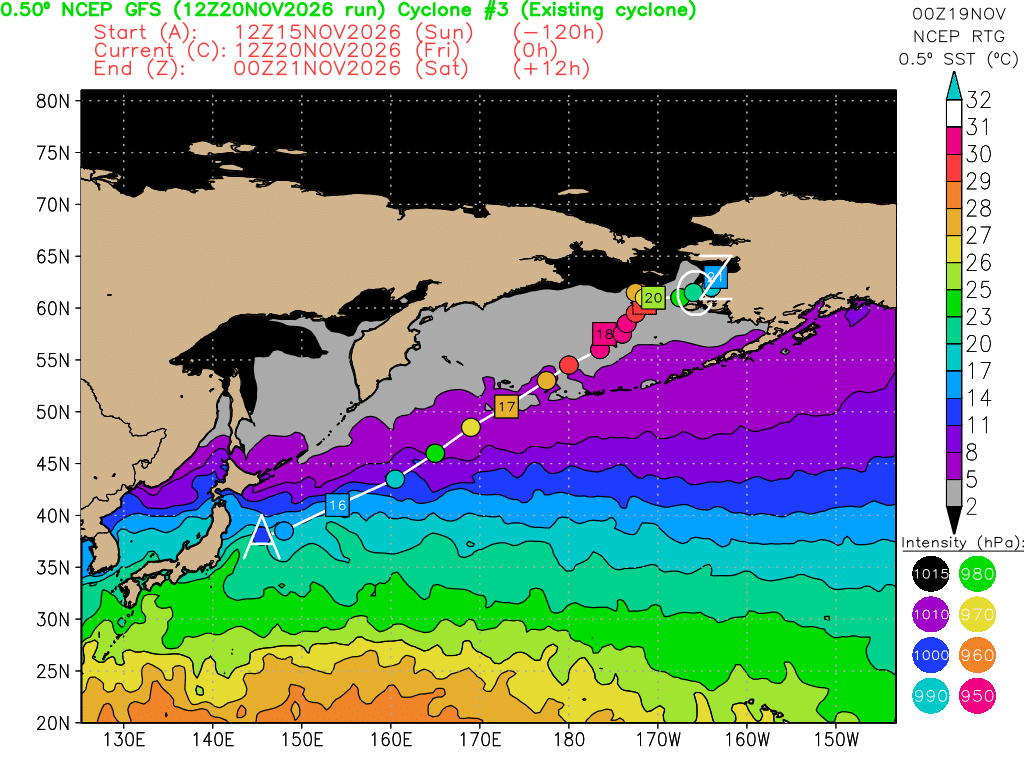 0.50º NCEP GFS (12Z20NOV2026 run) Cyclone #3 (Existing cyclone)
Start (A): 12Z15NOV2026 (Sun) (−120h)
Current (C): 12Z20NOV2026 (Fri) (0h)
End (Z): 00Z21NOV2026 (Sat) (+12h)
00Z19NOV
NCEP RTG
0.5º SST (ºC)
32
31
30
29
28
27
26
25
23
20
17
14
11
8
5
2
80N
75N
70N
65N
60N
55N
50N
45N
40N
35N
30N
25N
20N
130E
140E
150E
160E
170E
180
170W
160W
150W
A
16
17
18
20
C
Z
21
Intensity (hPa):
1015 980
1010 970
1000 960
990 950